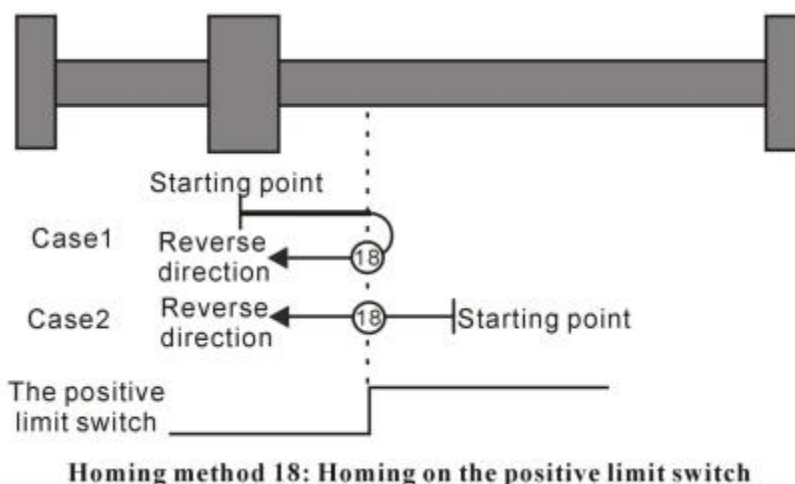 Starting point
Case1
Reverse
direction
18
Case2
Reverse
direction
18
Starting point
The positive
limit switch
Homing method 18: Homing on the positive limit switch